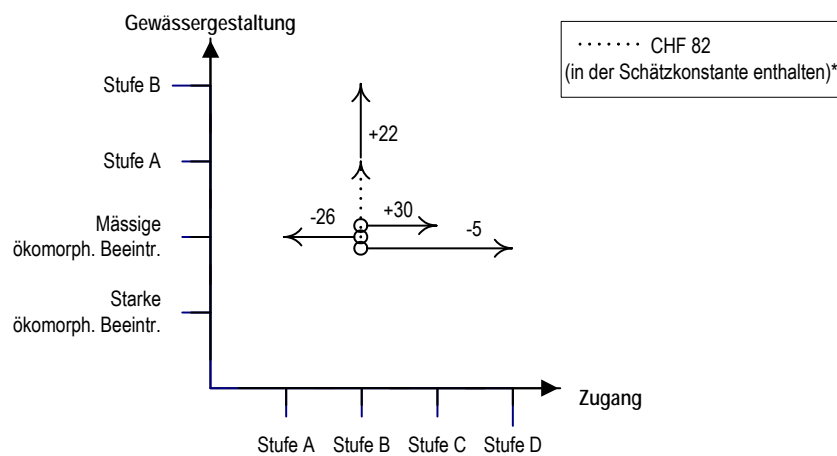 Gewässergestaltung
CHF 82
(in der Schätzkonstante enthalten)*
Stufe B
+22
Stufe A
Mässige
ökomorph. Beeintr.
-26
+30
-5
Starke
ökomorph. Beeintr.
Zugang
Stufe A
Stufe B
Stufe C
Stufe D